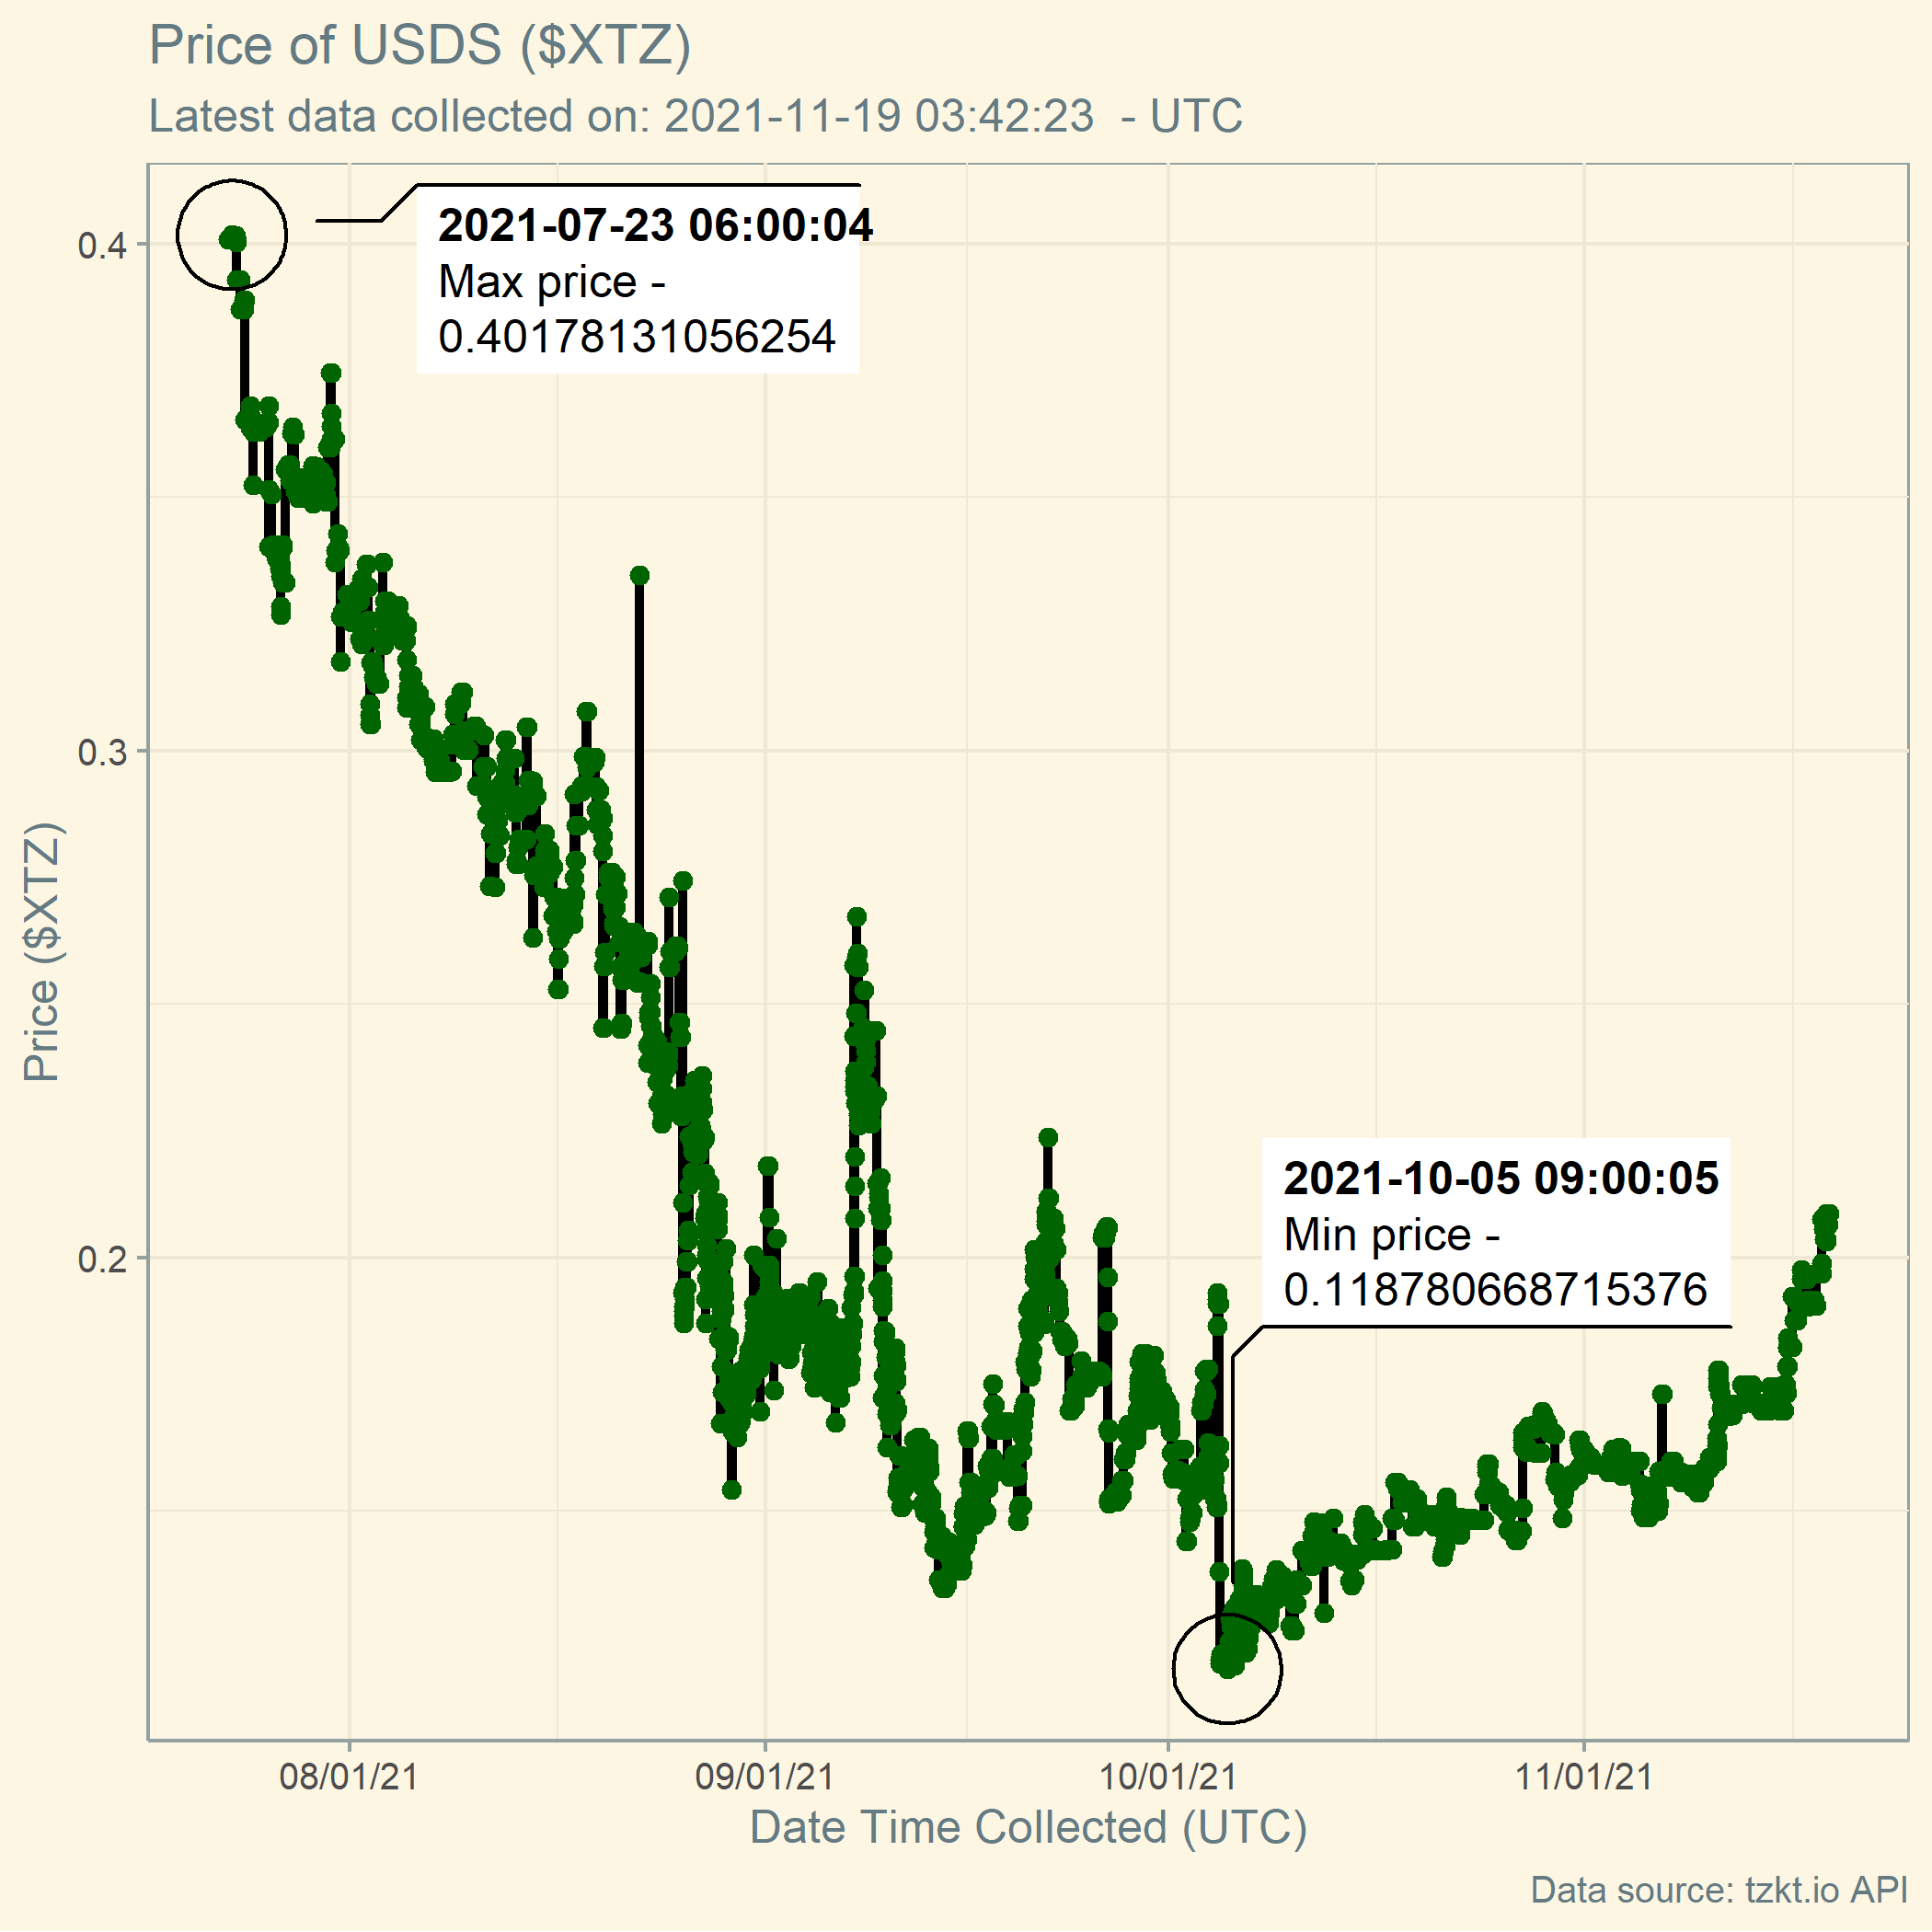 Price of USDS ($XTZ)
Latest data collected on: 2021-11-19 03:42:23  - UTC
2021-07-23 06:00:04
Max price -
0.40178131056254
2021-10-05 09:00:05
Min price -
0.118780668715376
Price ($XTZ)
0.4
0.3
0.2
08/01/21
09/01/21
10/01/21
11/01/21
Date Time Collected (UTC)
Data source: tzkt.io API